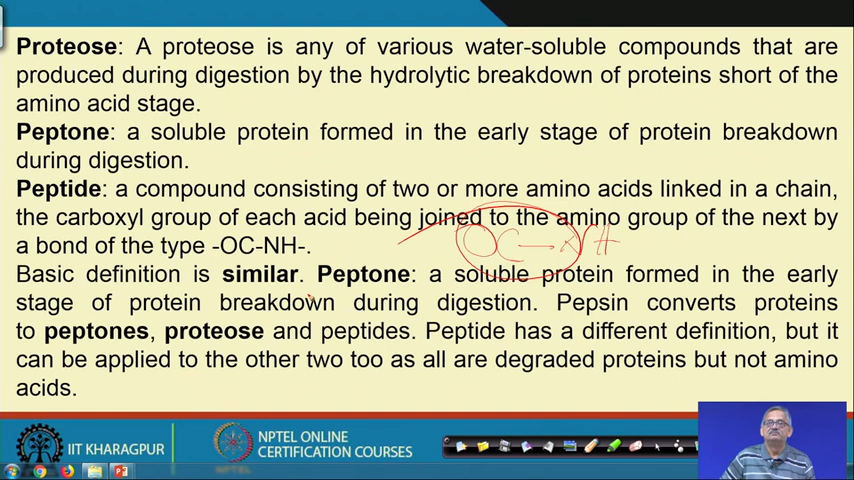 Proteose: A proteose is any of various water-soluble compounds that are
produced during digestion by the hydrolytic breakdown of proteins short of the
amino acid stage.
Peptone: a soluble protein formed in the early stage of protein breakdown
during digestion.
Peptide: a compound consisting of two or more amino acids linked in a chain,
the carboxyl group of each acid being joined to the amino group of the next by
a bond of the type -OC-NH-.
OC NH
Basic definition is similar. Peptone: a soluble protein formed in the early
stage of protein breakdown during digestion. Pepsin converts proteins
to peptones, proteose and peptides. Peptide has a different definition, but it
can be applied to the other two too as all are degraded proteins but not amino
acids.
IIT KHARAGPUR
NPTEL ONLINE
CERTIFICATION COURSES
NPTEL